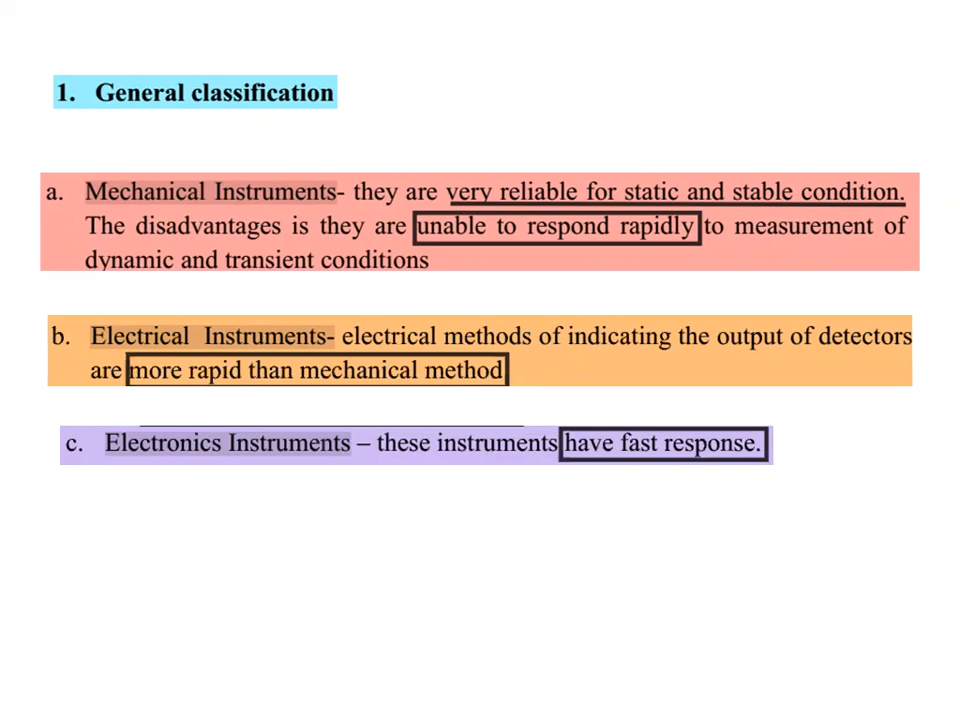 1. General classification
a. Mechanical Instruments- they are very reliable for static and stable condition.
The disadvantages is they are unable to respond rapidly to measurement of
dynamic and transient conditions
b. Electrical Instruments- electrical methods of indicating the output of detectors
are more rapid than mechanical method
c. Electronics Instruments – these instruments have fast response.